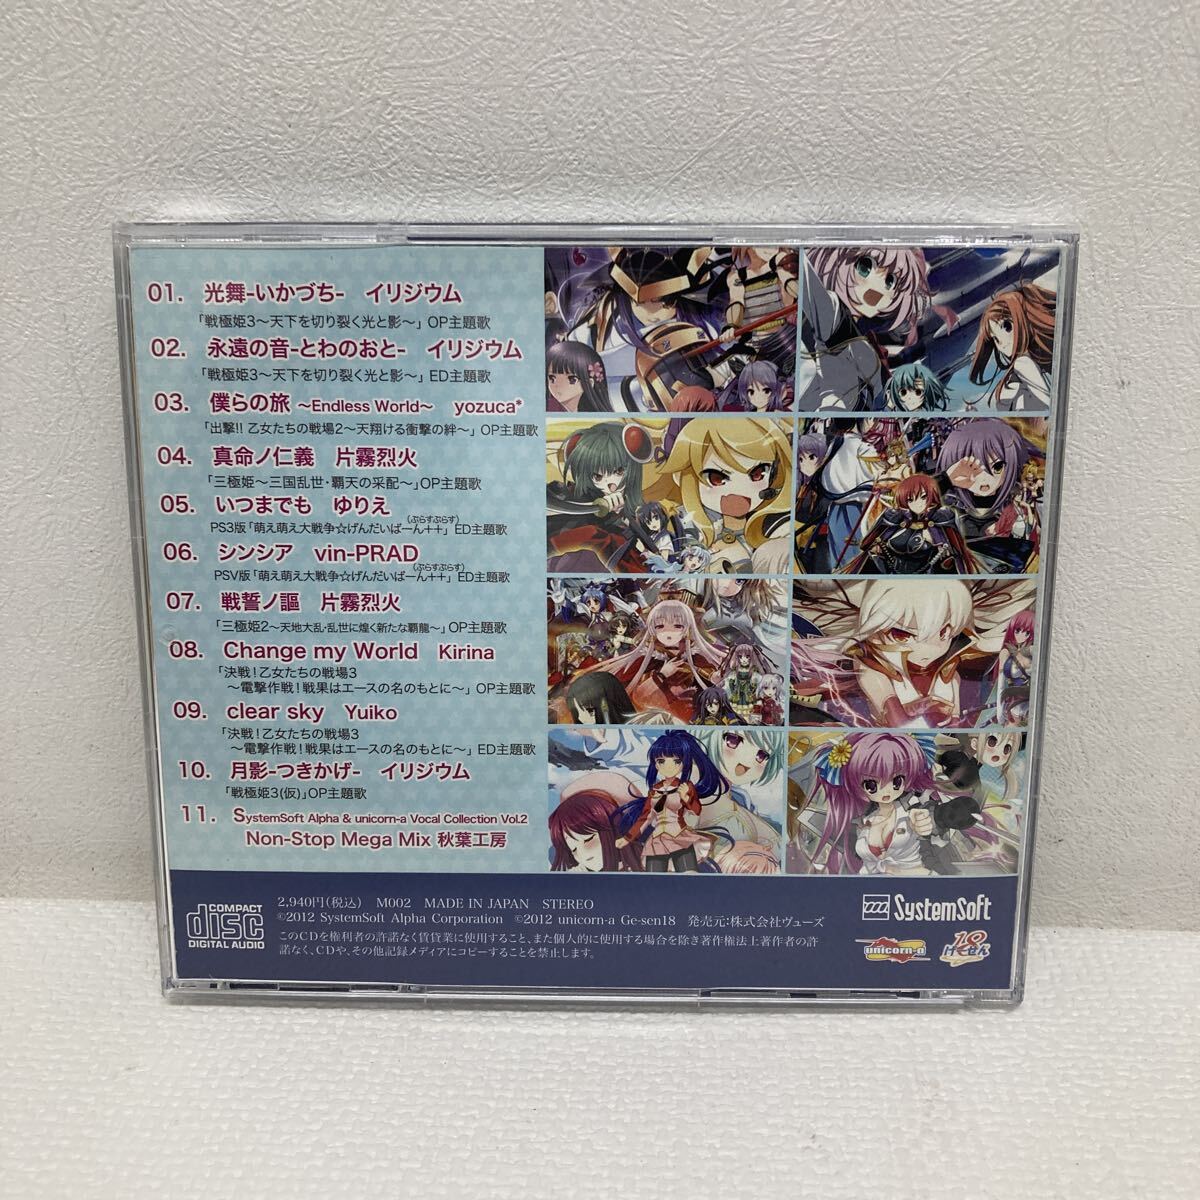 01. 光舞-いかづち- イリジウム
「戦極姫3～天下を切り裂く光と影～」OP主題歌
02. 永遠の音-とわのおと- イリジウム
「戦極姫3～天下を切り裂く光と影～」ED主題歌
03. 僕らの旅 ～Endless World～ yozuca*
「出撃!! 乙女たちの戦場2～天翔ける衝撃の絆～」OP主題歌
04. 真命ノ仁義 片霧烈火
「三極姫～三国乱世・覇天の采配～」OP主題歌
05. いつまでも ゆりえ
(ぷらすぷらす)
PS3版「萌え萌え大戦争☆げんだいばーん++」ED主題歌
06. シンシア vin-PRAD
(ぷらすぷらす)
PSV版「萌え萌え大戦争☆げんだいばーん++」ED主題歌
07. 戦誓ノ謳 片霧烈火
「三極姫2～天地大乱・乱世に煌く新たな覇龍～」OP主題歌
08. Change my World Kirina
「決戦!乙女たちの戦場3
～電撃作戦!戦果はエースの名のもとに～」OP主題歌
09. clear sky Yuiko
「決戦!乙女たちの戦場3
～電撃作戦!戦果はエースの名のもとに～」ED主題歌
10. 月影-つきかげ- イリジウム
「戦極姫3(仮)」OP主題歌
11. SystemSoft Alpha & unicorn-a Vocal Collection Vol.2
Non-Stop Mega Mix 秋葉工房
COMPACT
disc
DIGITAL AUDIO
2,940円(税込) M002 MADE IN JAPAN STEREO
©2012 SystemSoft Alpha Corporation ©2012 unicorn-a Ge-sen18 発売元:株式会社ヴューズ
このCDを権利者の許諾なく賃貸業に使用すること、また個人的に使用する場合を除き著作権法上著作者の許
諾なく、CDや、その他記録メディアにコピーすることを禁止します。
SystemSoft
unicorn-a
18
げ～せん